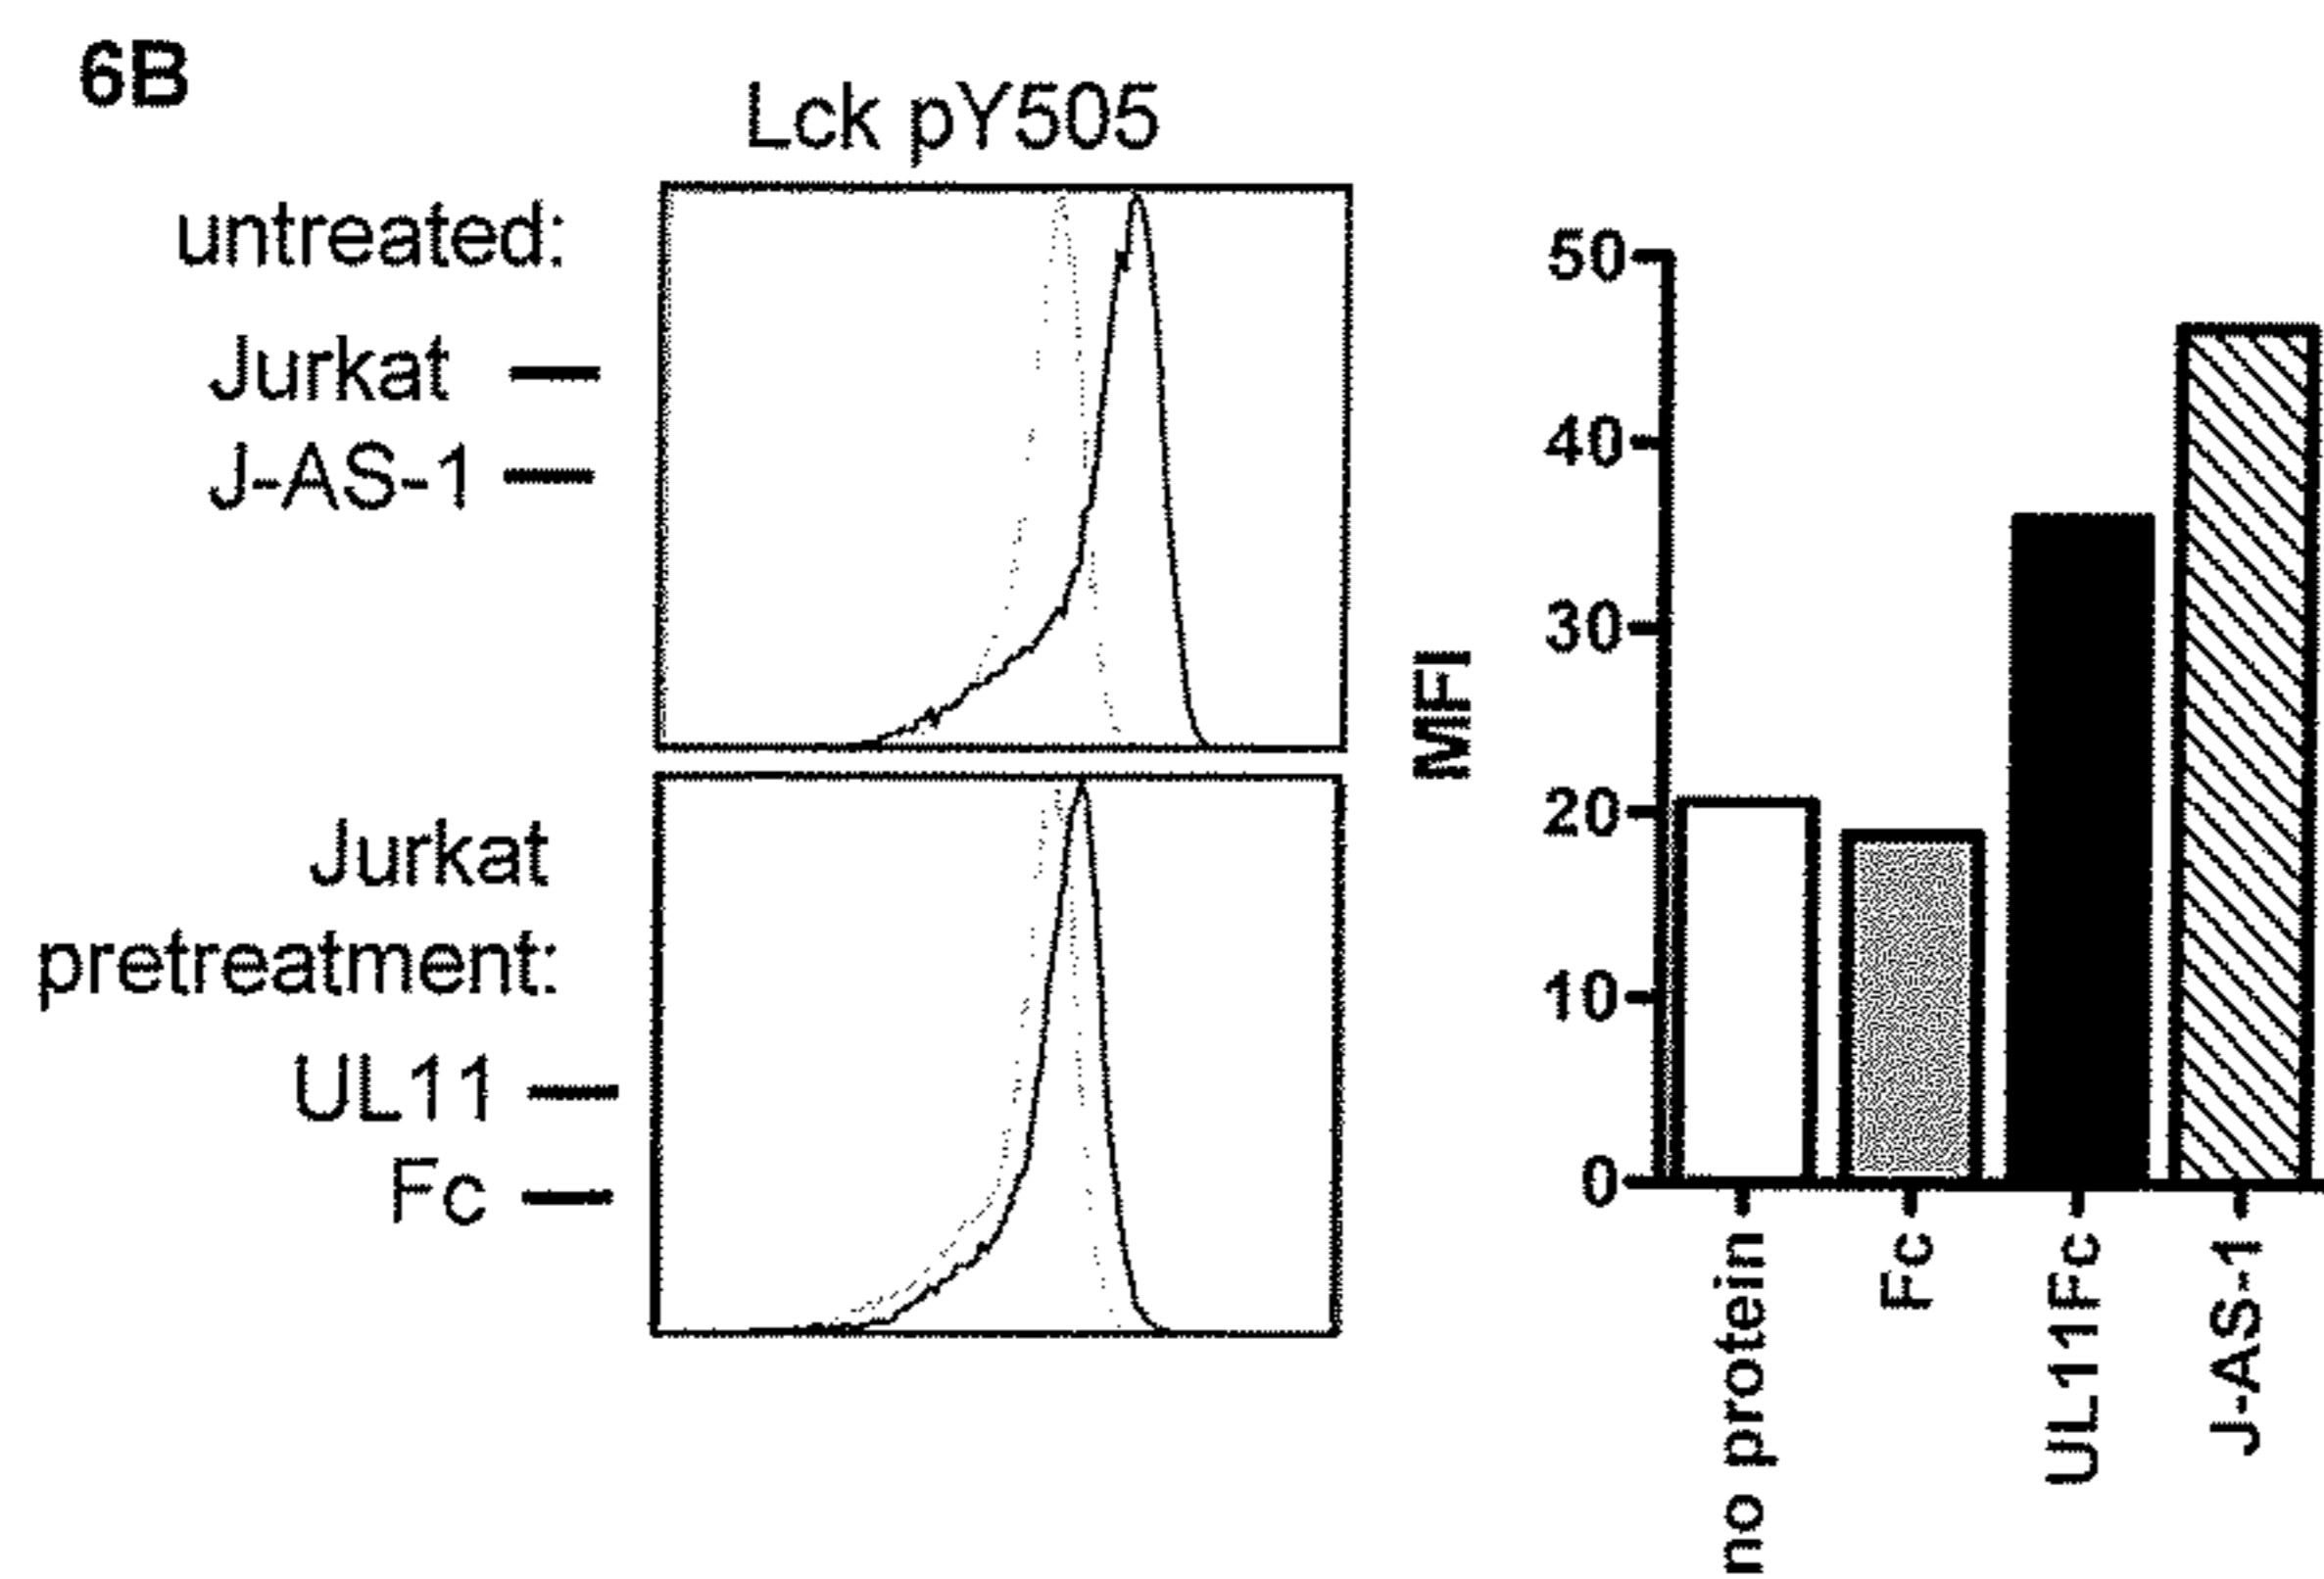 6B
Lck pY505
untreated:
Jurkat
J-AS-1
Jurkat
pretreatment:
UL11
Fc
MFI
50
40
30
20
10
0
no protein
Fc
UL11Fc
J-AS-1